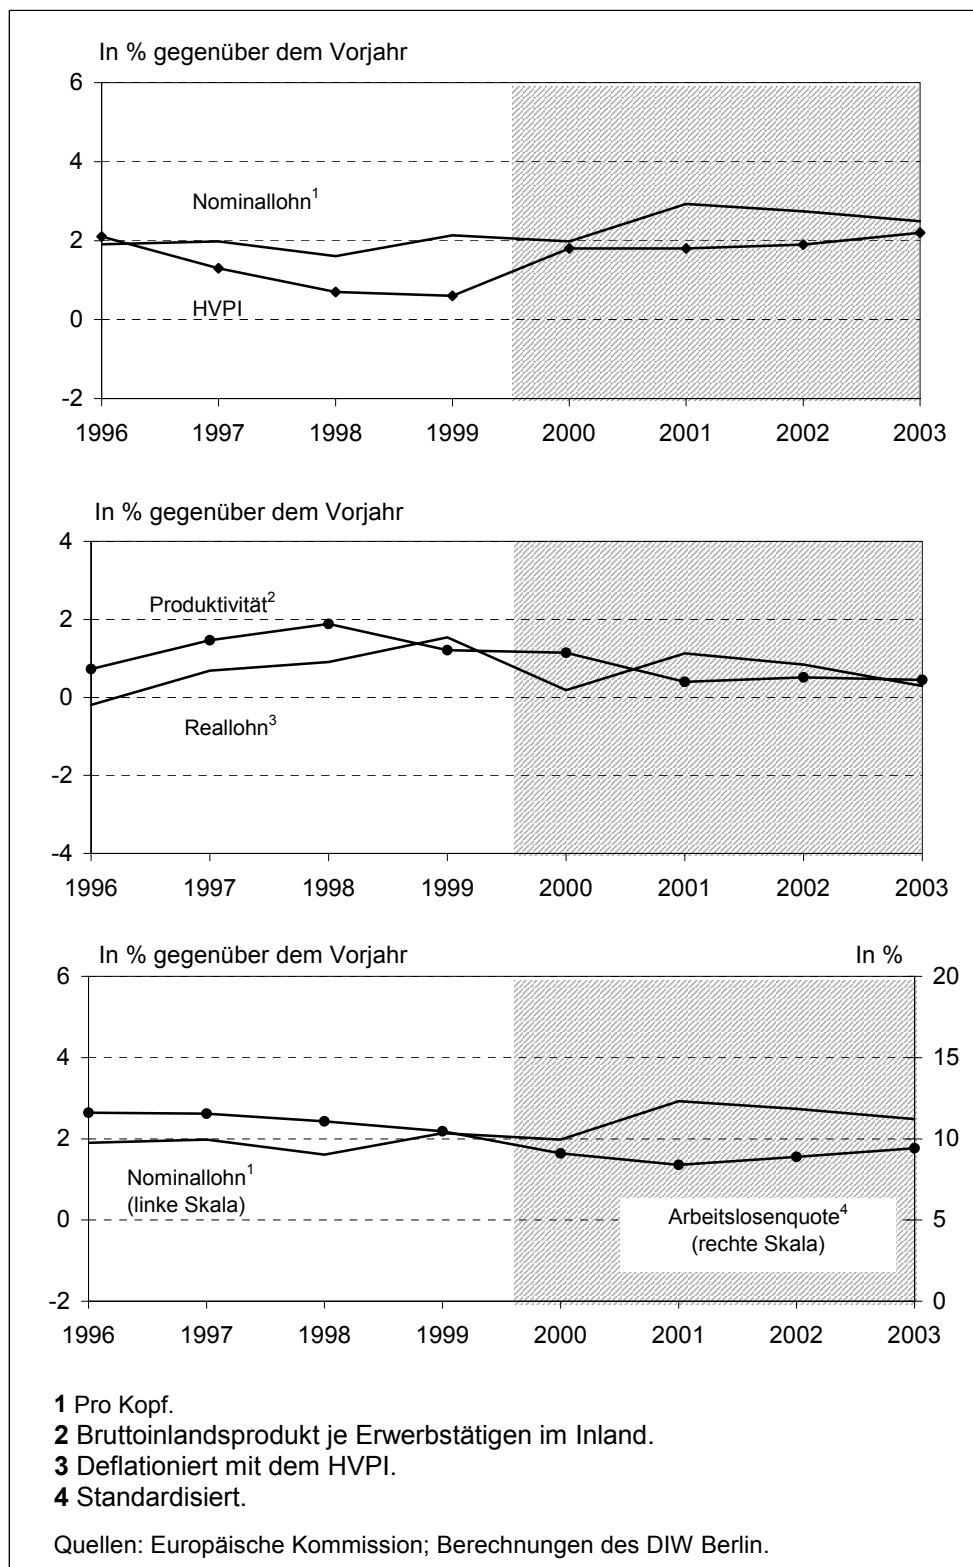 In % gegenüber dem Vorjahr
6
4
Nominallohn¹
2
HVPI
0
-2
1996 1997 1998 1999 2000 2001 2002 2003
In % gegenüber dem Vorjahr
4
Produktivität²
2
0
Reallohn³
-2
-4
1996 1997 1998 1999 2000 2001 2002 2003
In % gegenüber dem Vorjahr In %
6 20
4 15
2 10
Nominallohn¹
(linke Skala)
Arbeitslosenquote⁴
(rechte Skala)
0 5
-2 0
1996 1997 1998 1999 2000 2001 2002 2003
1 Pro Kopf.
2 Bruttoinlandsprodukt je Erwerbstätigen im Inland.
3 Deflationiert mit dem HVPI.
4 Standardisiert.
Quellen: Europäische Kommission; Berechnungen des DIW Berlin.